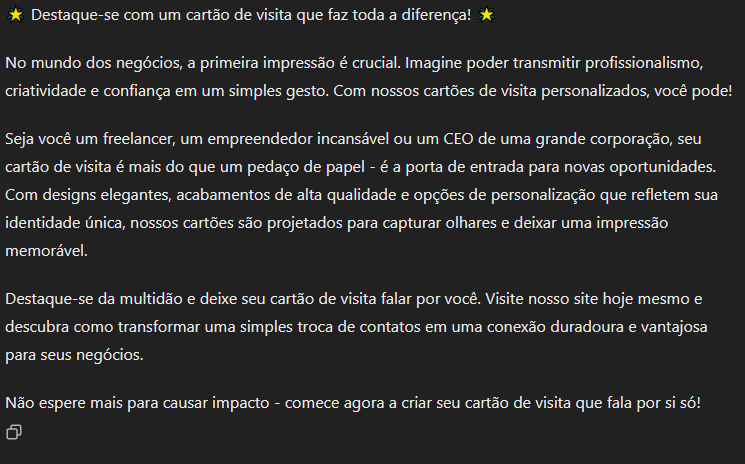 ⭐ Destaque-se com um cartão de visita que faz toda a diferença! ⭐
No mundo dos negócios, a primeira impressão é crucial. Imagine poder transmitir profissionalismo,
criatividade e confiança em um simples gesto. Com nossos cartões de visita personalizados, você pode!
Seja você um freelancer, um empreendedor incansável ou um CEO de uma grande corporação, seu
cartão de visita é mais do que um pedaço de papel - é a porta de entrada para novas oportunidades.
Com designs elegantes, acabamentos de alta qualidade e opções de personalização que refletem sua
identidade única, nossos cartões são projetados para capturar olhares e deixar uma impressão
memorável.
Destaque-se da multidão e deixe seu cartão de visita falar por você. Visite nosso site hoje mesmo e
descubra como transformar uma simples troca de contatos em uma conexão duradoura e vantajosa
para seus negócios.
Não espere mais para causar impacto - comece agora a criar seu cartão de visita que fala por si só!